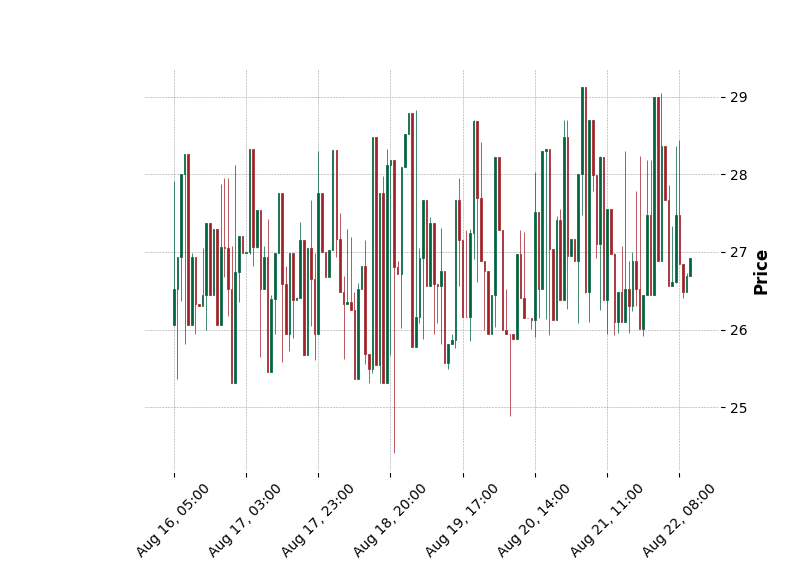 29
28
27
26
25
Price
Aug 16, 05:00
Aug 17, 03:00
Aug 17, 23:00
Aug 18, 20:00
Aug 19, 17:00
Aug 20, 14:00
Aug 21, 11:00
Aug 22, 08:00